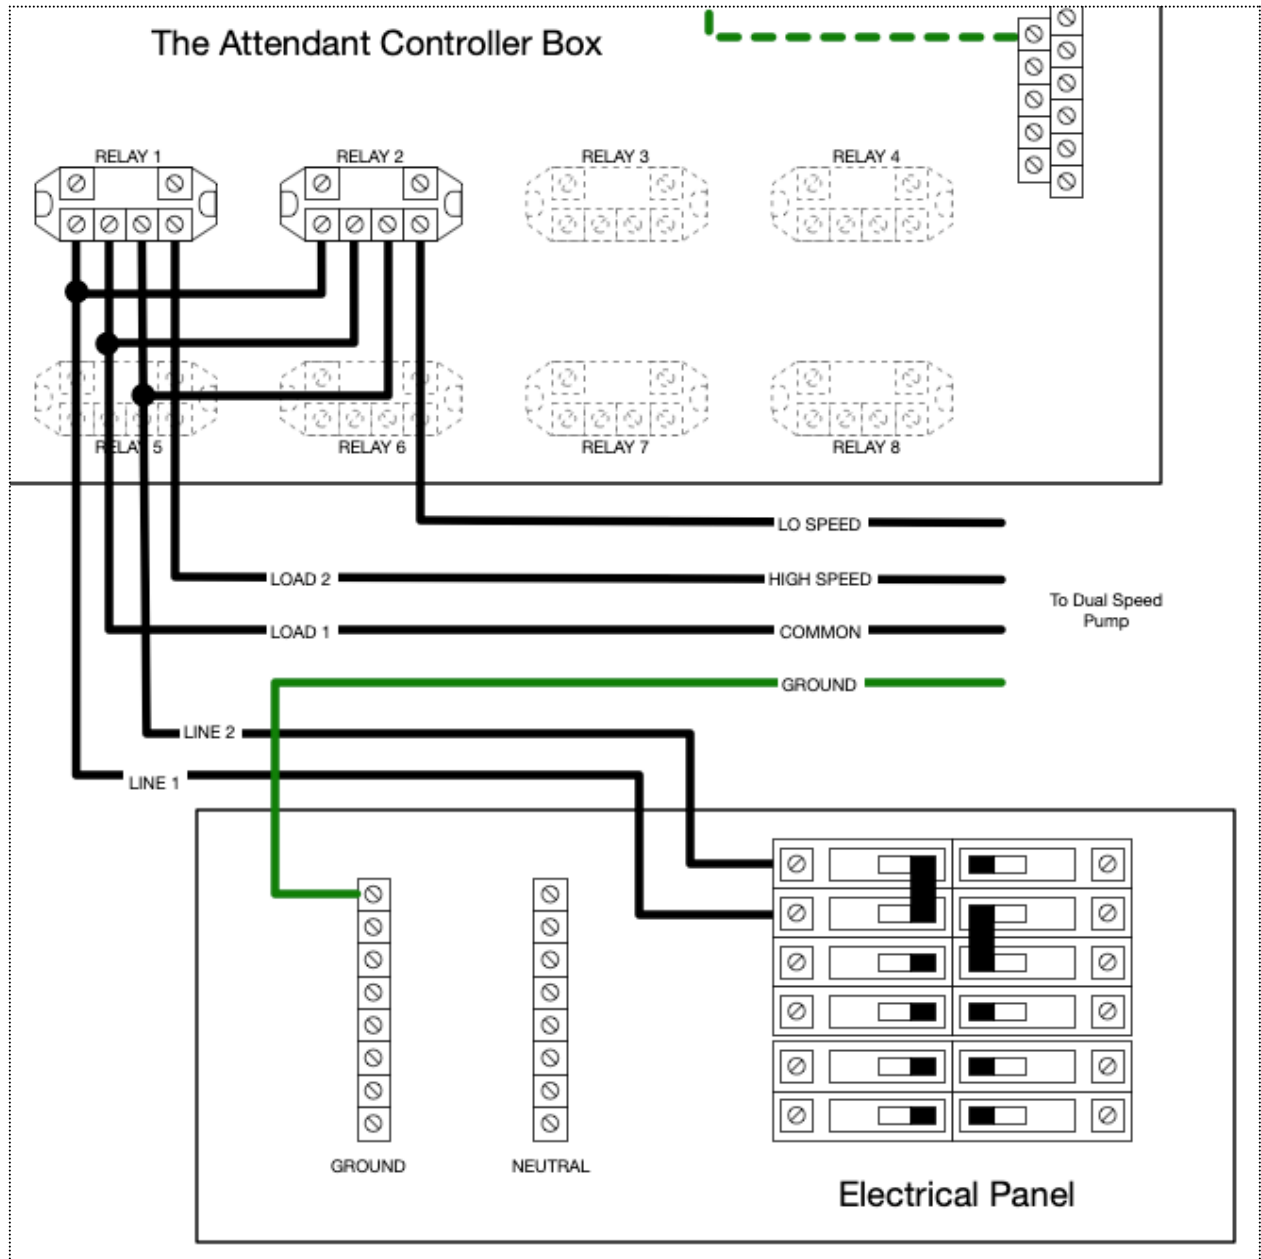 The Attendant Controller Box
RELAY 1
RELAY 2
RELAY 3
RELAY 4
RELAY 5
RELAY 6
RELAY 7
RELAY 8
LO SPEED
LOAD 2
HIGH SPEED
To Dual Speed
Pump
LOAD 1
COMMON
GROUND
LINE 2
LINE 1
GROUND
NEUTRAL
Electrical Panel